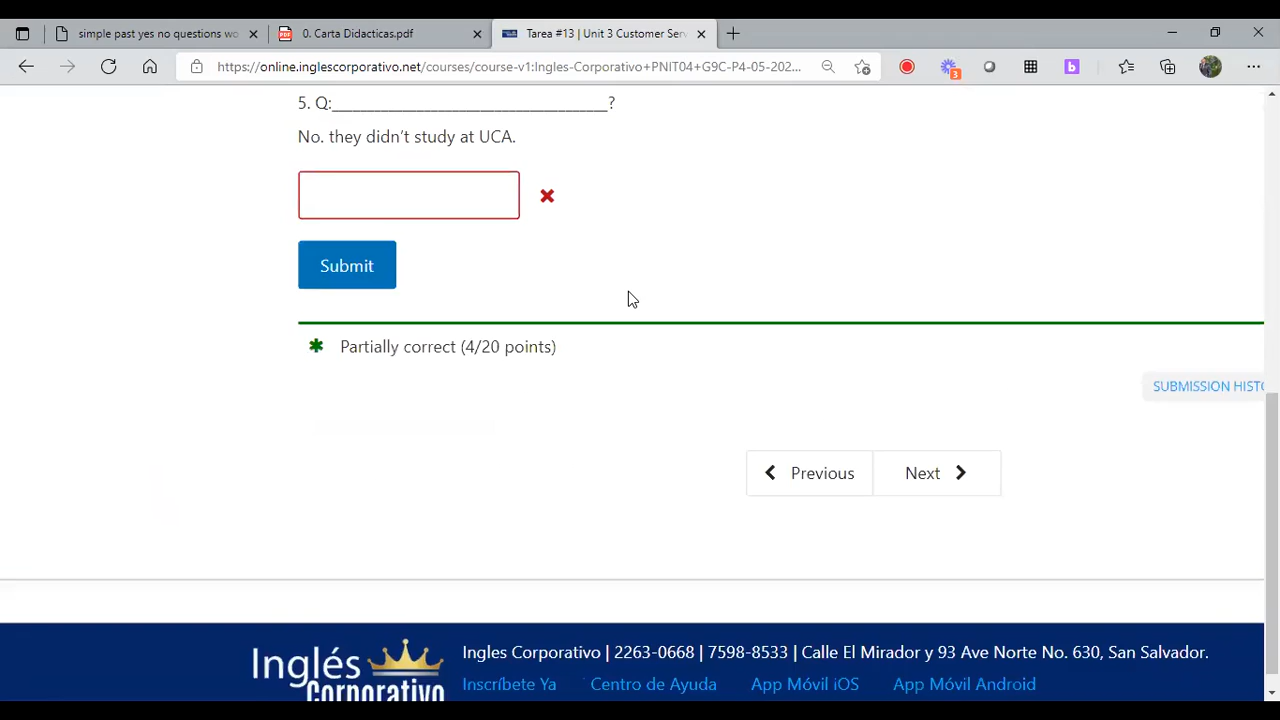 simple past yes no questions wo
0. Carta Didacticas.pdf
Tarea #13 | Unit 3 Customer Serv
https://online.inglescorporativo.net/courses/course-v1:Ingles-Corporativo+PNIT04+G9C-P4-05-202...
3
b
5. Q:________________________________?
No. they didn’t study at UCA.
Submit
Partially correct (4/20 points)
SUBMISSION HISTO
Previous
Next
Inglés
Corporativo
Ingles Corporativo | 2263-0668 | 7598-8533 | Calle El Mirador y 93 Ave Norte No. 630, San Salvador.
Inscríbete Ya
Centro de Ayuda
App Móvil iOS
App Móvil Android